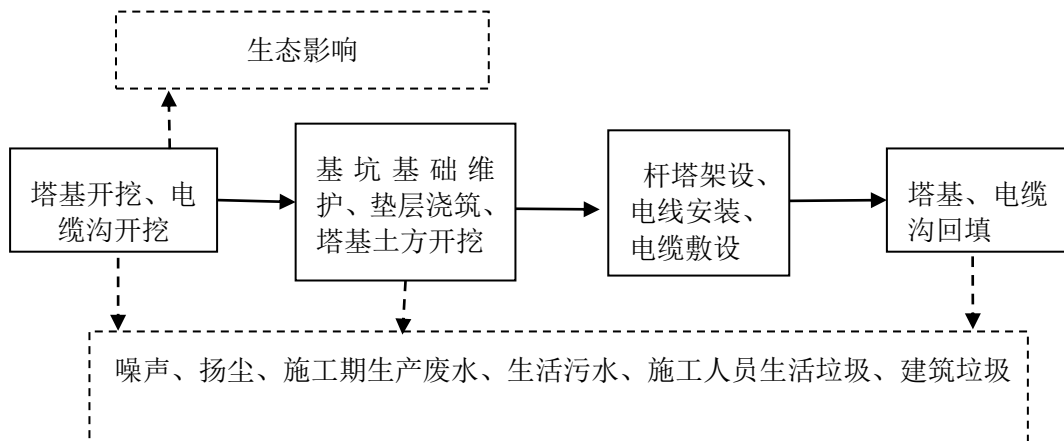 生态影响
塔基开挖、电
缆沟开挖
基坑基础维
护、垫层浇筑、
塔基土方开挖
杆塔架设、
电线安装、
电缆敷设
塔基、电缆
沟回填
噪声、扬尘、施工期生产废水、生活污水、施工人员生活垃圾、建筑垃圾